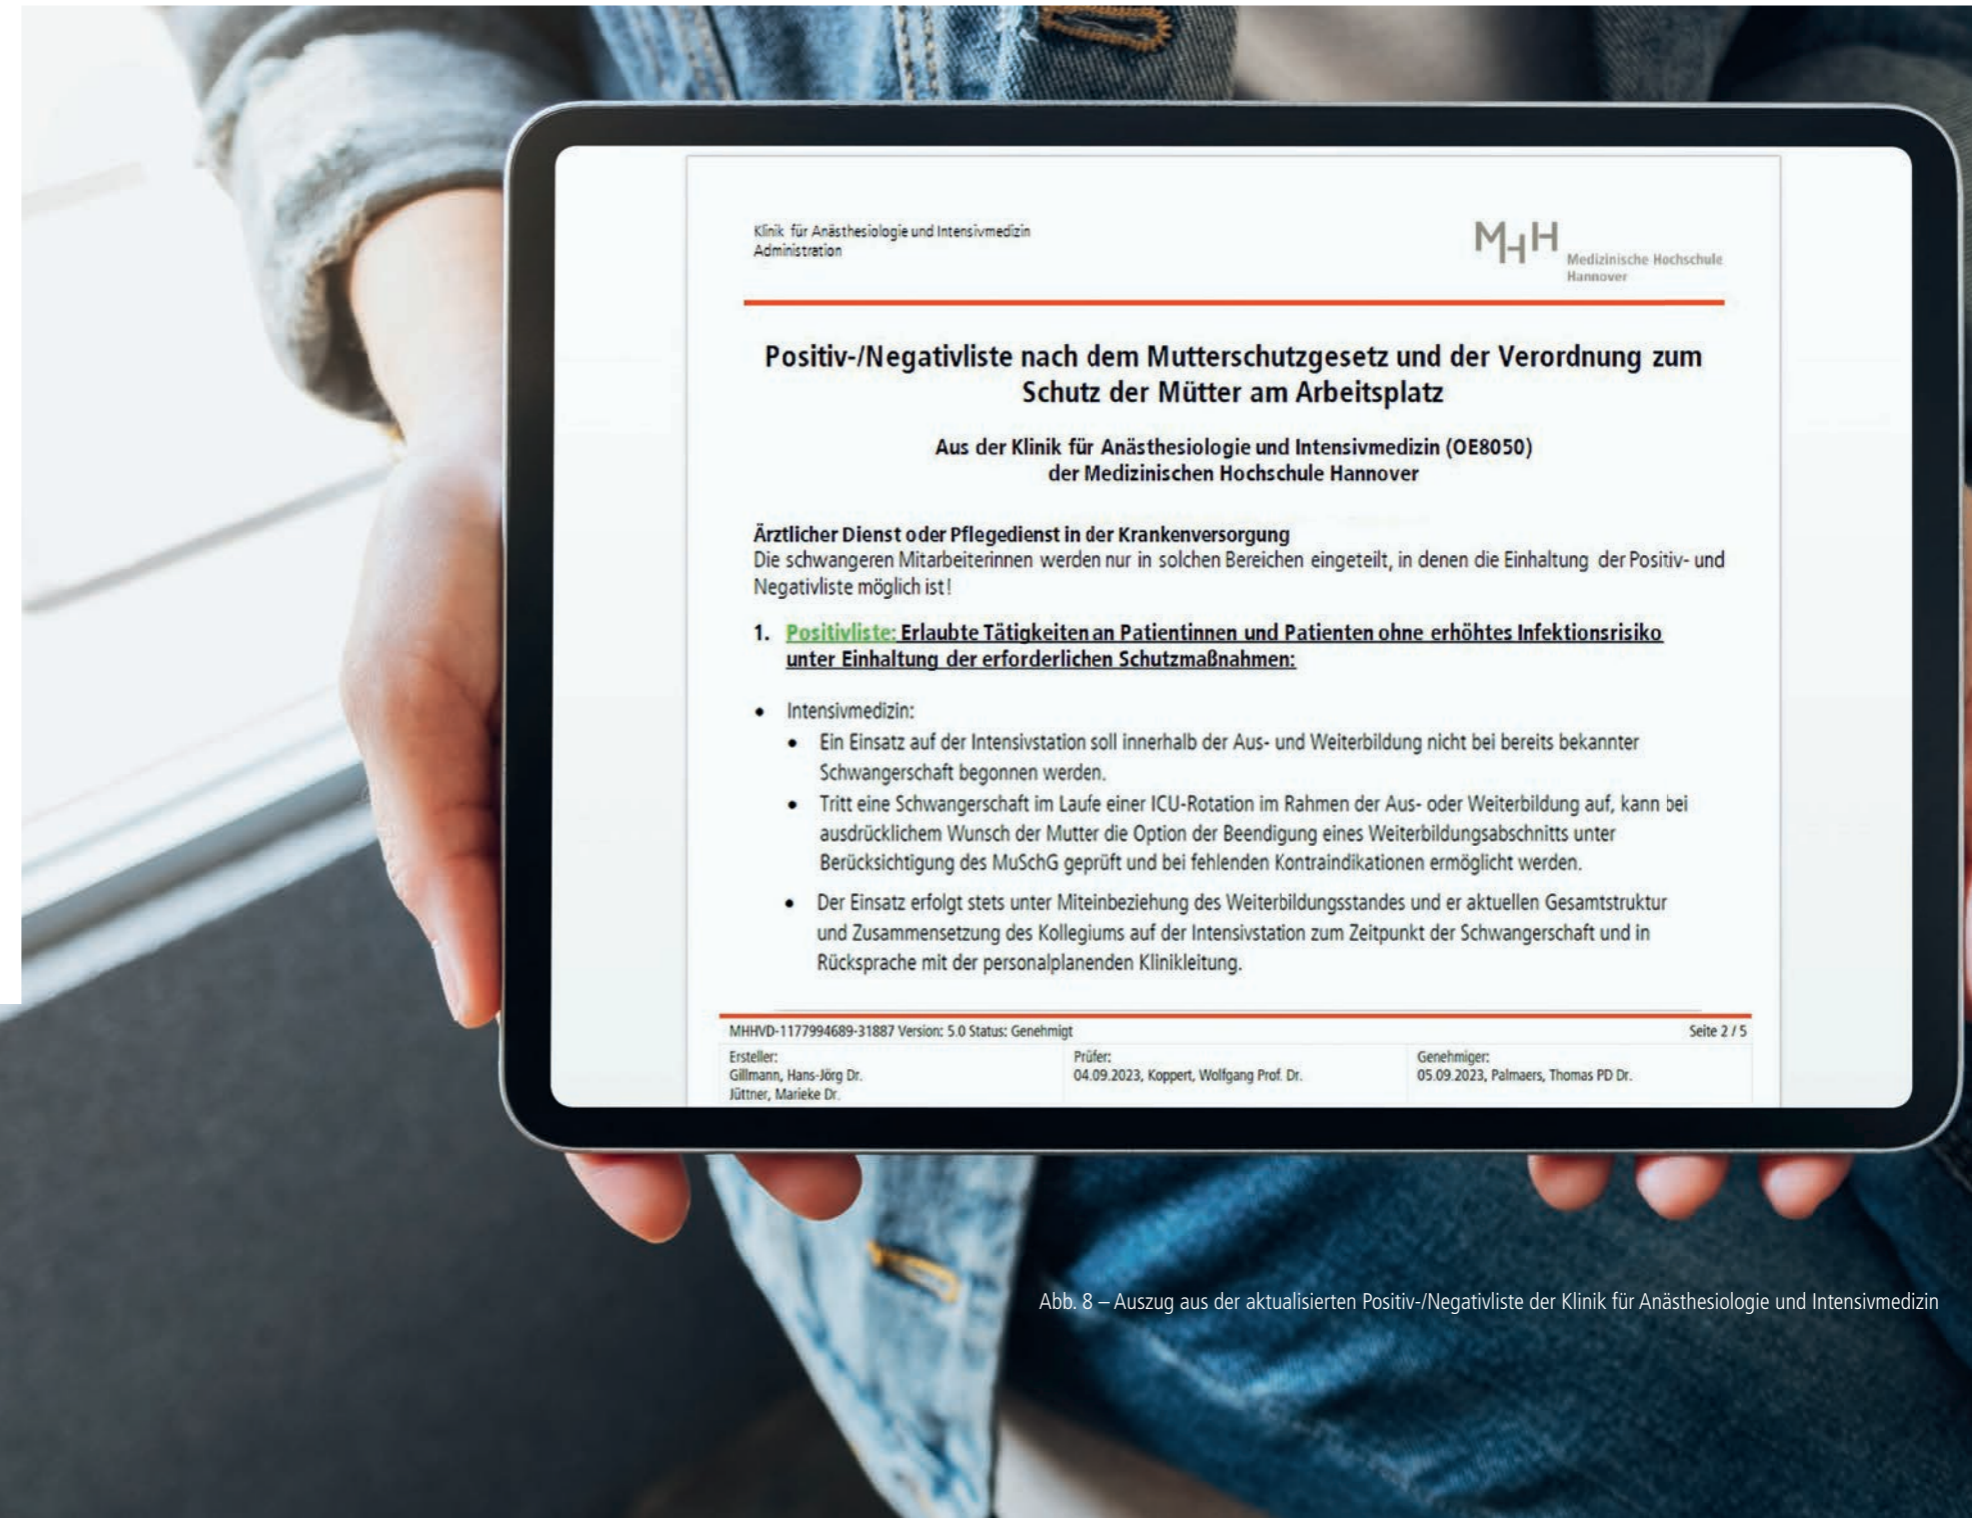 Klinik für Anästhesiologie und Intensivmedizin
Administration
MHH
Medizinische Hochschule
Hannover
Positiv-/Negativliste nach dem Mutterschutzgesetz und der Verordnung zum
Schutz der Mütter am Arbeitsplatz
Aus der Klinik für Anästhesiologie und Intensivmedizin (OE8050)
der Medizinischen Hochschule Hannover
Ärztlicher Dienst oder Pflegedienst in der Krankenversorgung
Die schwangeren Mitarbeiterinnen werden nur in solchen Bereichen eingeteilt, in denen die Einhaltung der Positiv- und
Negativliste möglich ist!
1. Positivliste: Erlaubte Tätigkeiten an Patientinnen und Patienten ohne erhöhtes Infektionsrisiko
unter Einhaltung der erforderlichen Schutzmaßnahmen:
• Intensivmedizin:
• Ein Einsatz auf der Intensivstation soll innerhalb der Aus- und Weiterbildung nicht bei bereits bekannter
Schwangerschaft begonnen werden.
• Tritt eine Schwangerschaft im Laufe einer ICU-Rotation im Rahmen der Aus- oder Weiterbildung auf, kann bei
ausdrücklichem Wunsch der Mutter die Option der Beendigung eines Weiterbildungsabschnitts unter
Berücksichtigung des MuSchG geprüft und bei fehlenden Kontraindikationen ermöglicht werden.
• Der Einsatz erfolgt stets unter Miteinbeziehung des Weiterbildungsstandes und er aktuellen Gesamtstruktur
und Zusammensetzung des Kollegiums auf der Intensivstation zum Zeitpunkt der Schwangerschaft und in
Rücksprache mit der personalplanenden Klinikleitung.
MHHVD-1177994689-31887 Version: 5.0 Status: Genehmigt Seite 2 / 5
Ersteller:
Gillmann, Hans-Jörg Dr.
Jüttner, Marieke Dr.
Prüfer:
04.09.2023, Koppert, Wolfgang Prof. Dr.
Genehmiger:
05.09.2023, Palmaers, Thomas PD Dr.
Abb. 8 – Auszug aus der aktualisierten Positiv-/Negativliste der Klinik für Anästhesiologie und Intensivmedizin